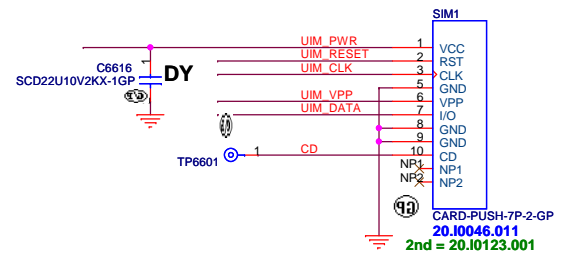 SIM1
UIM_PWR 1 VCC
UIM_RESET 2 RST
UIM_CLK 3 CLK
5 GND
UIM_VPP 6 VPP
UIM_DATA 7 I/O
8 GND
9 GND
CD 10 CD
NP1 NP1
NP2 NP2
C6616
SCD22U10V2KX-1GP
1
DY
TP6601
1
GP
CARD-PUSH-7P-2-GP
20.I0046.011
2nd = 20.I0123.001